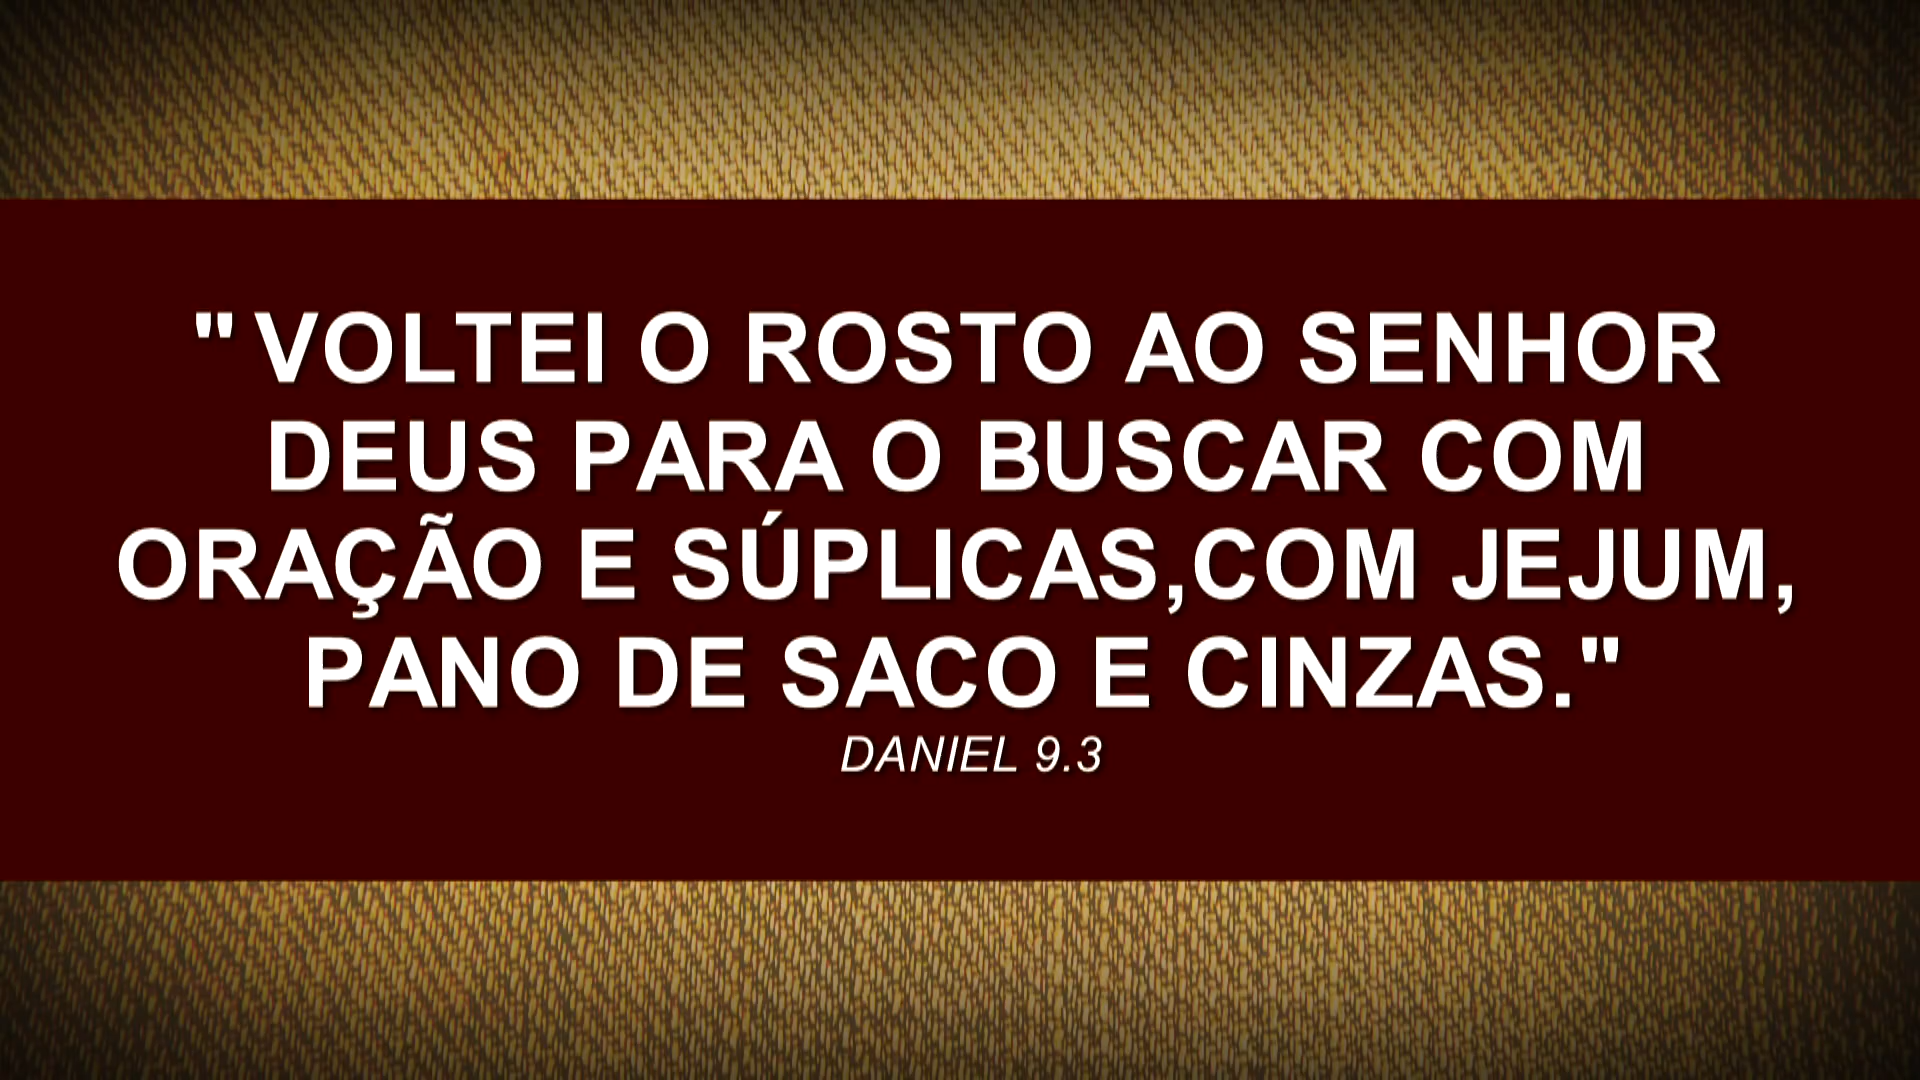 " VOLTEI O ROSTO AO SENHOR
DEUS PARA O BUSCAR COM
ORAÇÃO E SÚPLICAS,COM JEJUM,
PANO DE SACO E CINZAS."
DANIEL 9.3